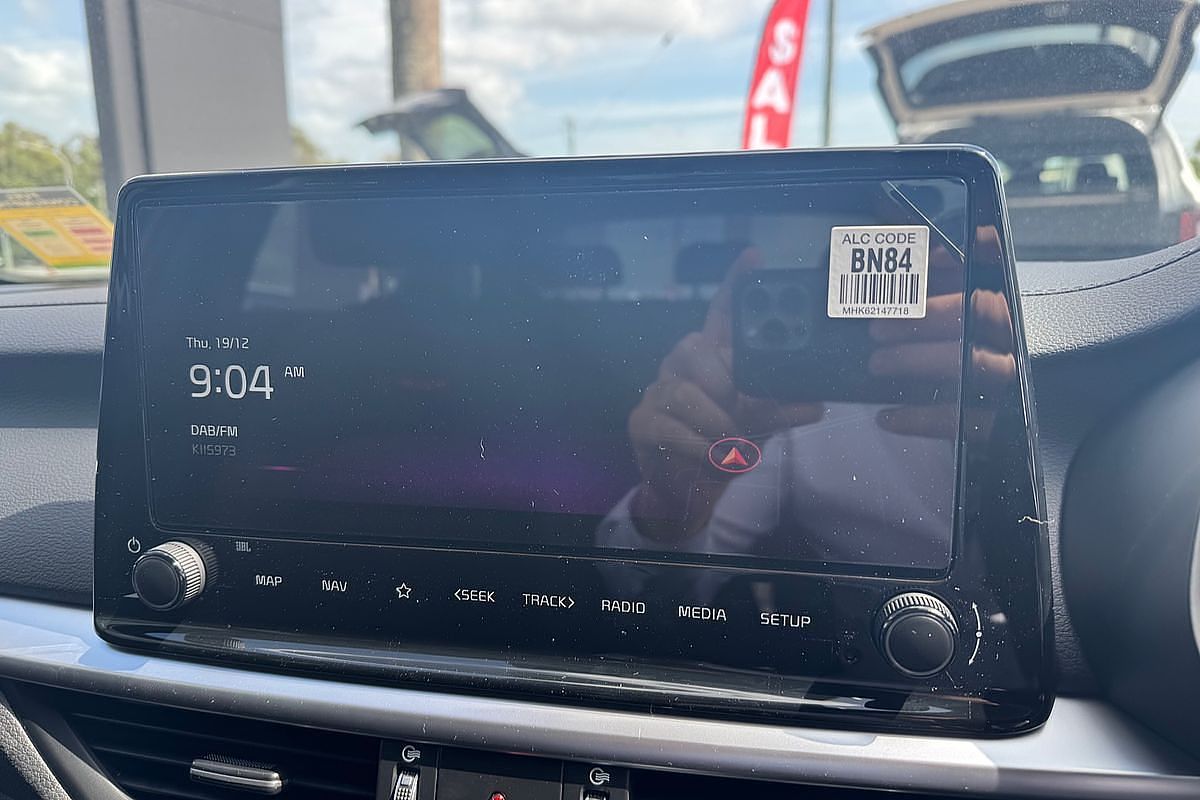 SAL
ALC CODE
BN84
MHK62147718
Thu, 19/12
9:04 AM
DAB/FM
KIIS973
JBL
MAP NAV <SEEK TRACK> RADIO MEDIA SETUP